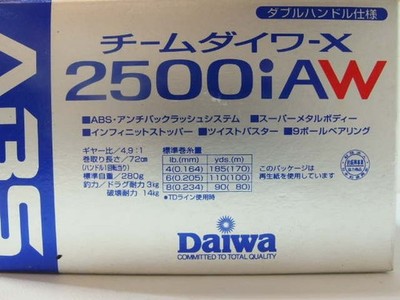 ダブルハンドル仕様
チームダイワ-X
2500iAW
■ABS・アンチバックラッシュシステム ■スーパーメタルボディー
■インフィニットストッパー ■ツイストバスター ■9ボールベアリング
ギヤー比/4.9:1
巻取り長さ/72cm
(ハンドル1回転当り)
標準自重/280g
釣力/ドラグ耐力 3kg
破壊耐力 14kg
標準巻糸量
lb.(mm) yds.(m)
4(0.164) 185(170)
6(0.205) 110(100)
8(0.234) 90(80)
*TDライン使用時
このパッケージは
再生紙を使用しています
Daiwa
COMMITTED TO TOTAL QUALITY
ABS